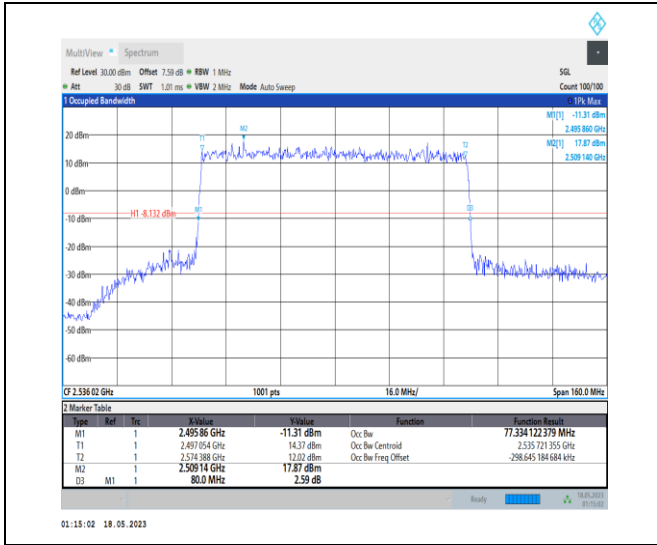 MultiView Spectrum
Ref Level 30.00 dBm Offset 7.59 dB RBW 1 MHz SGL
Att 30 dB SWT 1.01 ms VBW 2 MHz Mode Auto Sweep Count 100/100
1 Occupied Bandwidth 1Pk Max
M1[1] -11.31 dBm
2.495 860 GHz
M2[1] 17.87 dBm
2.509 140 GHz
M2
T1
T2
20 dBm
10 dBm
0 dBm
H1 -8.132 dBm
M1
D3
-10 dBm
-20 dBm
-30 dBm
-40 dBm
-50 dBm
-60 dBm
CF 2.536 02 GHz 1001 pts 16.0 MHz/ Span 160.0 MHz
2 Marker Table
Type Ref Trc X-Value Y-Value Function Function Result
M1 1 2.495 86 GHz -11.31 dBm Occ Bw 77.334 122 379 MHz
T1 1 2.497 054 GHz 14.37 dBm Occ Bw Centroid 2.535 721 355 GHz
T2 1 2.574 388 GHz 12.02 dBm Occ Bw Freq Offset -298.645 184 684 kHz
M2 1 2.509 14 GHz 17.87 dBm
D3 M1 1 80.0 MHz 2.59 dB
Ready 18.05.2023
01:15:02
01:15:02 18.05.2023